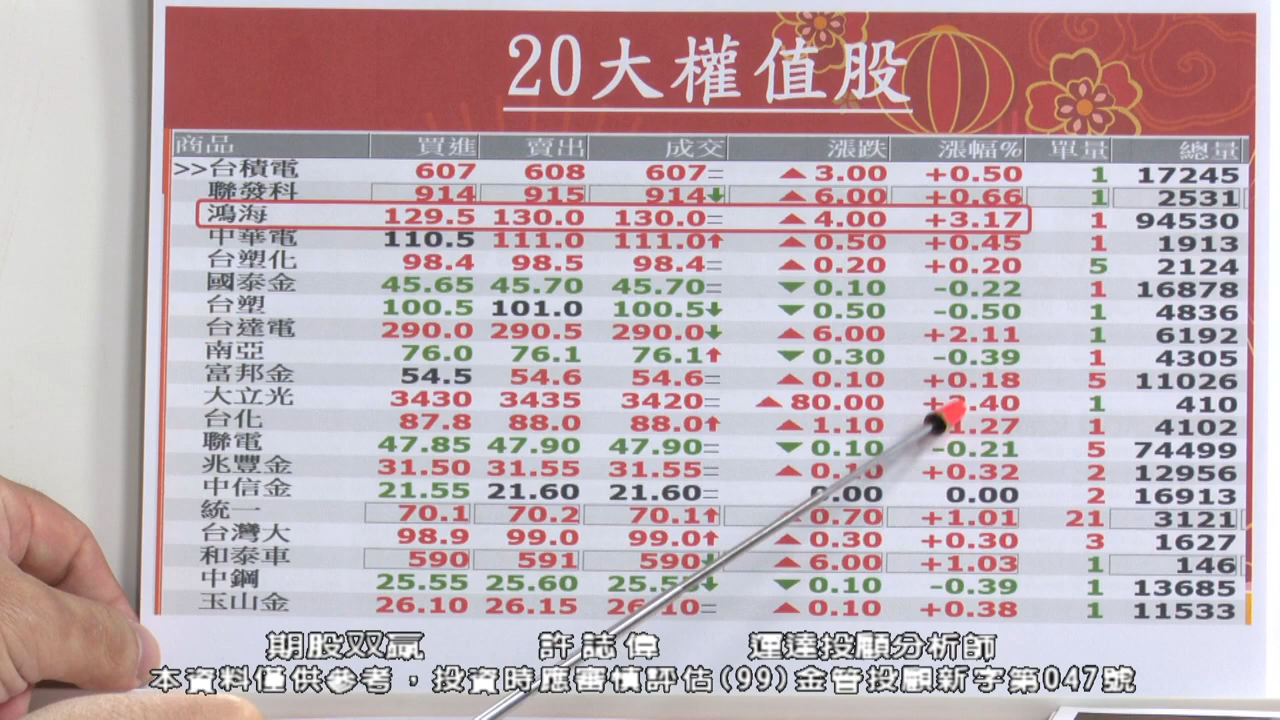 20大權值股
商品 買進 賣出 成交 漲跌 漲幅% 單量 總量
>>台積電 607 608 607= ▲3.00 +0.50 1 17245
聯發科 914 915 914↓ ▲6.00 +0.66 1 2531
鴻海 129.5 130.0 130.0= ▲4.00 +3.17 1 94530
中華電 110.5 111.0 111.0↑ ▲0.50 +0.45 1 1913
台塑化 98.4 98.5 98.4= ▲0.20 +0.20 5 2124
國泰金 45.65 45.70 45.70= ▼0.10 -0.22 1 16878
台塑 100.5 101.0 100.5↓ ▼0.50 -0.50 1 4836
台達電 290.0 290.5 290.0↓ ▲6.00 +2.11 1 6192
南亞 76.0 76.1 76.1↑ ▼0.30 -0.39 1 4305
富邦金 54.5 54.6 54.6= ▲0.10 +0.18 5 11026
大立光 3430 3435 3420= ▲80.00 1 410
台化 87.8 88.0 88.0↑ ▲1.10 1.27 1 4102
聯電 47.85 47.90 47.90= ▼0.10 -0.21 5 74499
兆豐金 31.50 31.55 31.55= ▲0.10 +0.32 2 12956
中信金 21.55 21.60 21.60= 0.00 0.00 2 16913
統一 70.1 70.2 70.1↑ 0.70 +1.01 21 3121
台灣大 98.9 99.0 99.0↑ ▲0.30 +0.30 3 1627
和泰車 590 591 590↓ ▲6.00 +1.03 1 146
中鋼 25.55 25.60 ▼0.10 -0.39 1 13685
玉山金 26.10 26.15 26.10= ▲0.10 +0.38 1 11533
期股双贏 許誌偉 運達投顧分析師
本資料僅供參考，投資時應審慎評估(99)金管投顧新字第047號